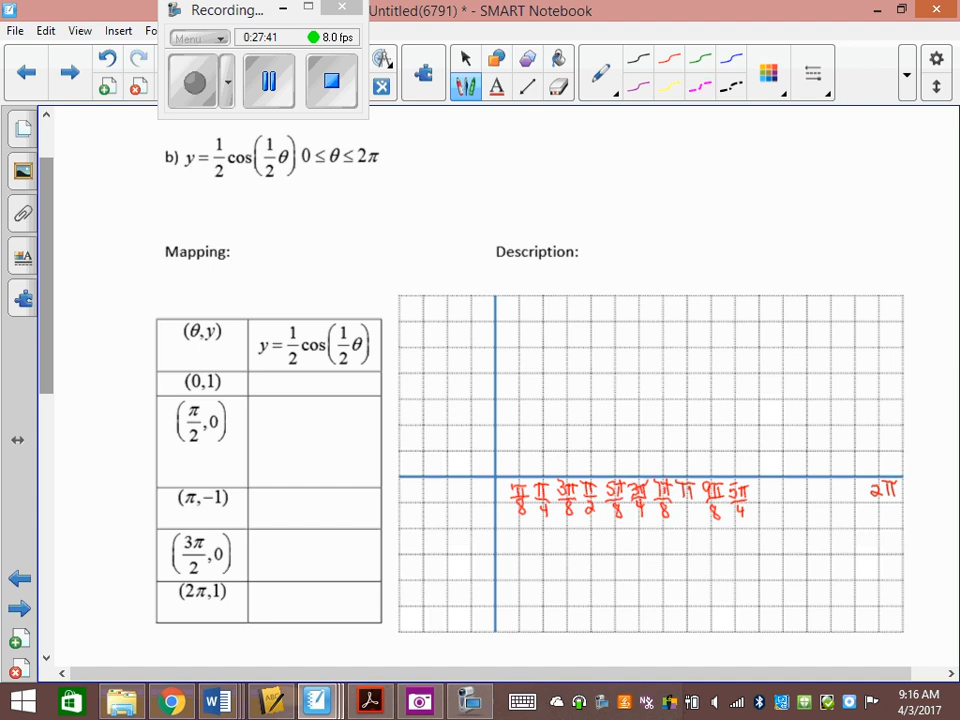 Recording...
Untitled(6791) * - SMART Notebook
Menu
0:27:41
8.0 fps
File Edit View Insert Fo
b) y = 1/2 cos(1/2 θ) 0 ≤ θ ≤ 2π
Mapping:
Description:
(θ, y)
y = 1/2 cos(1/2 θ)
(0,1)
(π/2, 0)
(π, −1)
(3π/2, 0)
(2π, 1)
π/8 π/4 3π/8 π/2 5π/8 3π/4 7π/8 π 9π/8 5π/4 2π
9:16 AM
4/3/2017